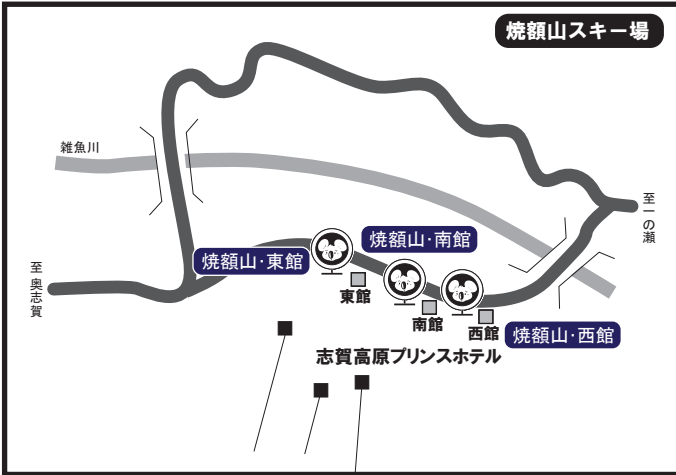 焼額山スキー場
雑魚川
至一の瀬
焼額山・南館
焼額山・東館
至奥志賀
東館
南館
西館
焼額山・西館
志賀高原プリンスホテル